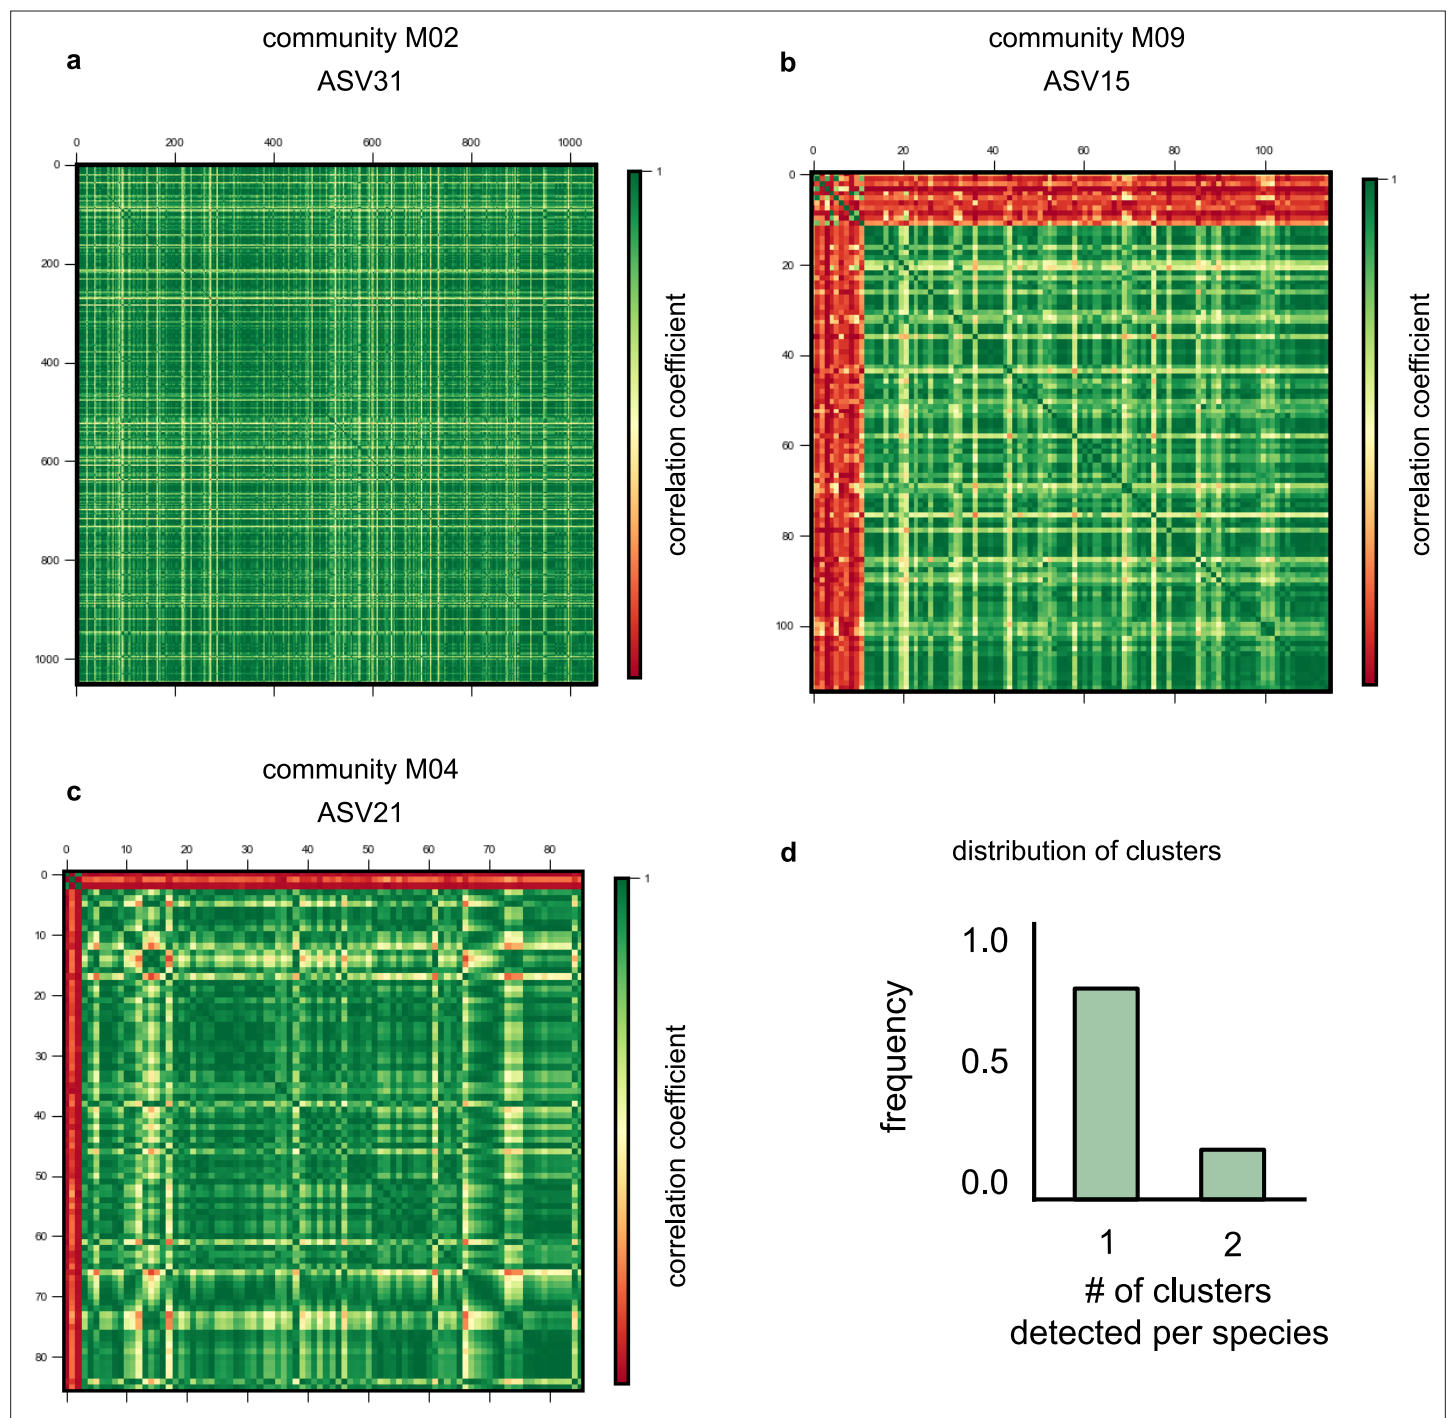 a
community M02
ASV31
0 200 400 600 800 1000
0
200
400
600
800
1000
1
correlation coefficient
b
community M09
ASV15
0 20 40 60 80 100
0
20
40
60
80
100
1
correlation coefficient
c
community M04
ASV21
0 10 20 30 40 50 60 70 80
0
10
20
30
40
50
60
70
80
1
correlation coefficient
d
distribution of clusters
frequency
1.0
0.5
0.0
1 2
# of clusters
detected per species